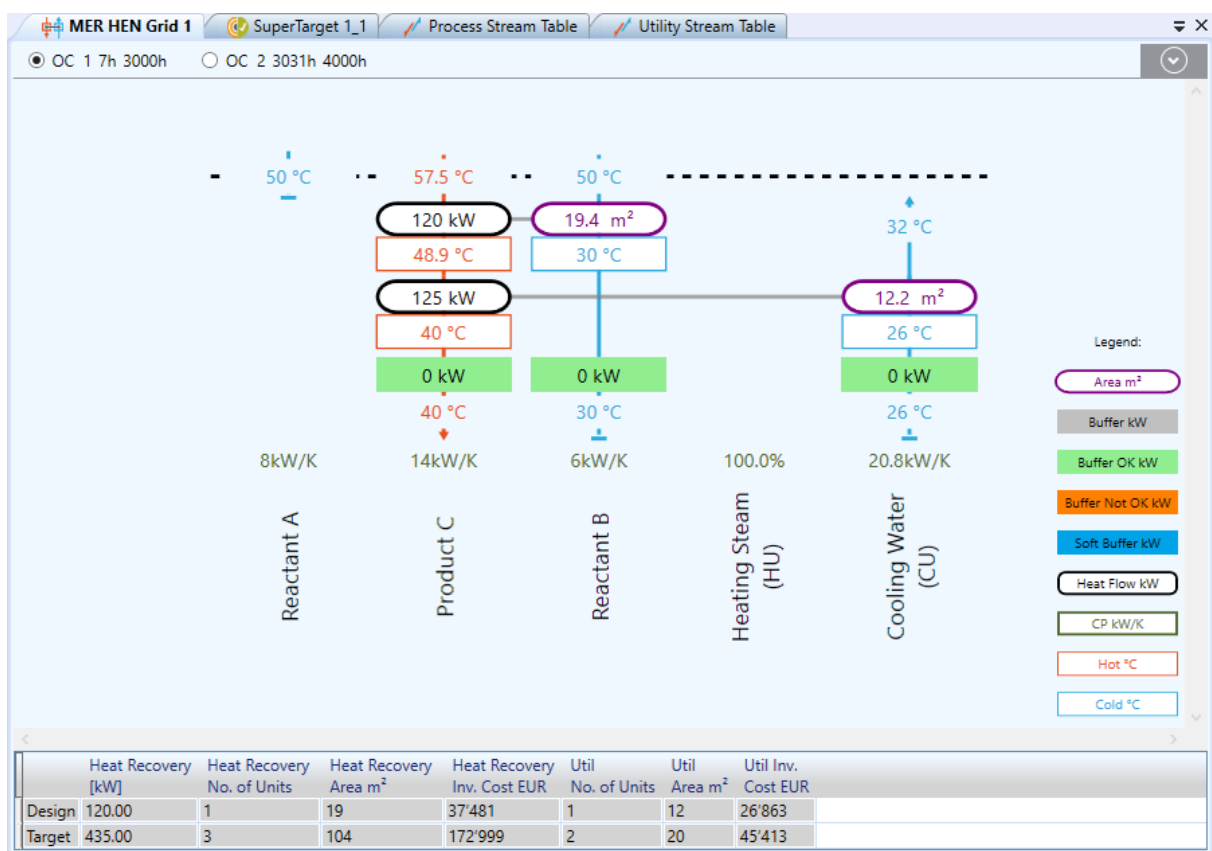 MER HEN Grid 1 SuperTarget 1_1 Process Stream Table Utility Stream Table
OC 1 7h 3000h OC 2 3031h 4000h
50 °C 57.5 °C 50 °C
120 kW 19.4 m² 32 °C
48.9 °C 30 °C
125 kW 12.2 m²
40 °C 26 °C
0 kW 0 kW 0 kW
40 °C 30 °C 26 °C
8kW/K 14kW/K 6kW/K 100.0% 20.8kW/K
Reactant A
Product C
Reactant B
Heating Steam
(HU)
Cooling Water
(CU)
Legend:
Area m²
Buffer kW
Buffer OK kW
Buffer Not OK kW
Soft Buffer kW
Heat Flow kW
CP kW/K
Hot °C
Cold °C
Heat Recovery Heat Recovery Heat Recovery Heat Recovery Util Util Util Inv.
[kW] No. of Units Area m² Inv. Cost EUR No. of Units Area m² Cost EUR
Design 120.00 1 19 37'481 1 12 26'863
Target 435.00 3 104 172'999 2 20 45'413